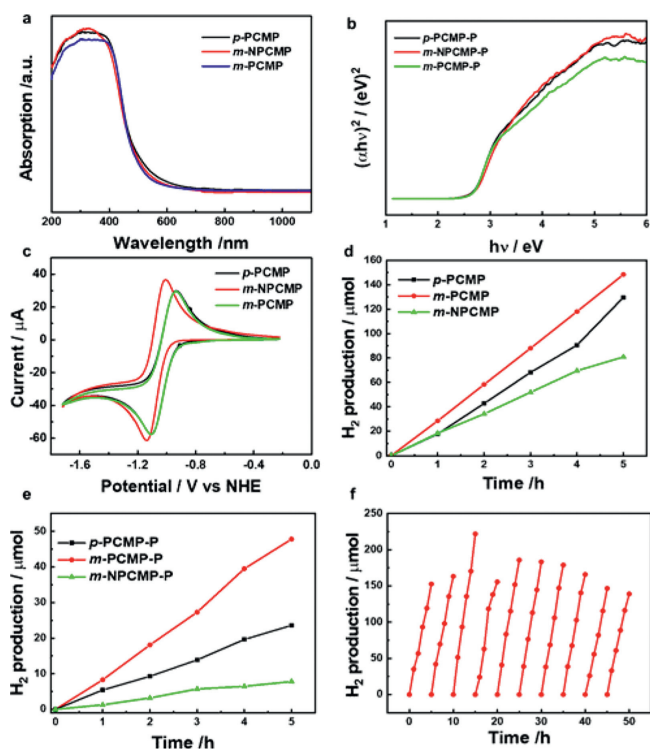 a
p-PCMP
m-NPCMP
m-PCMP
Absorption /a.u.
200 400 600 800 1000
Wavelength /nm
b
p-PCMP-P
m-NPCMP-P
m-PCMP-P
(αhν)² / (eV)²
1 2 3 4 5 6
hν / eV
c
p-PCMP
m-NPCMP
m-PCMP
Current / μA
40
20
0
-20
-40
-60
-1.6 -1.2 -0.8 -0.4 0.0
Potential / V vs NHE
d
p-PCMP
m-PCMP
m-NPCMP
H₂ production / μmol
160
140
120
100
80
60
40
20
0
0 1 2 3 4 5
Time /h
e
p-PCMP-P
m-PCMP-P
m-NPCMP-P
H₂ production / μmol
50
40
30
20
10
0
0 1 2 3 4 5
Time /h
f
H₂ production / μmol
250
200
150
100
50
0
0 10 20 30 40 50
Time /h